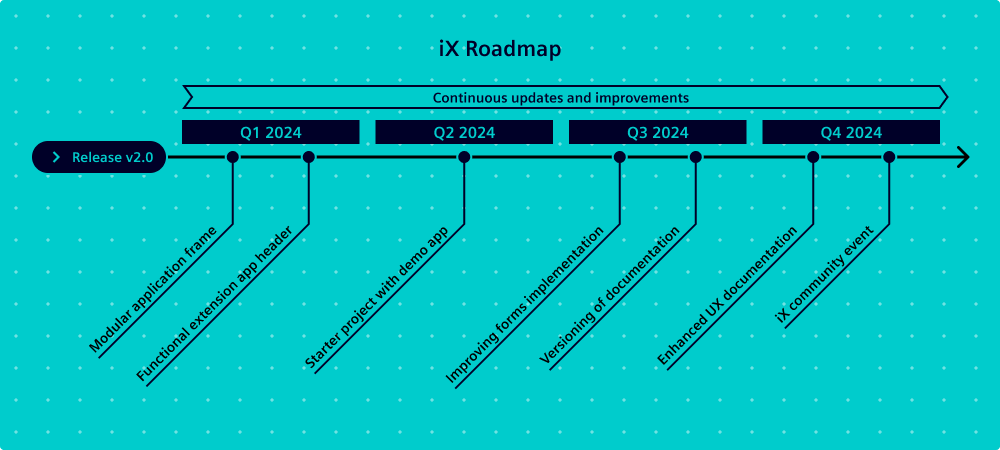 iX Roadmap
Continuous updates and improvements
Q1 2024
Q2 2024
Q3 2024
Q4 2024
Release v2.0
Modular application frame
Functional extension app header
Starter project with demo app
Improving forms implementation
Versioning of documentation
Enhanced UX documentation
iX community event